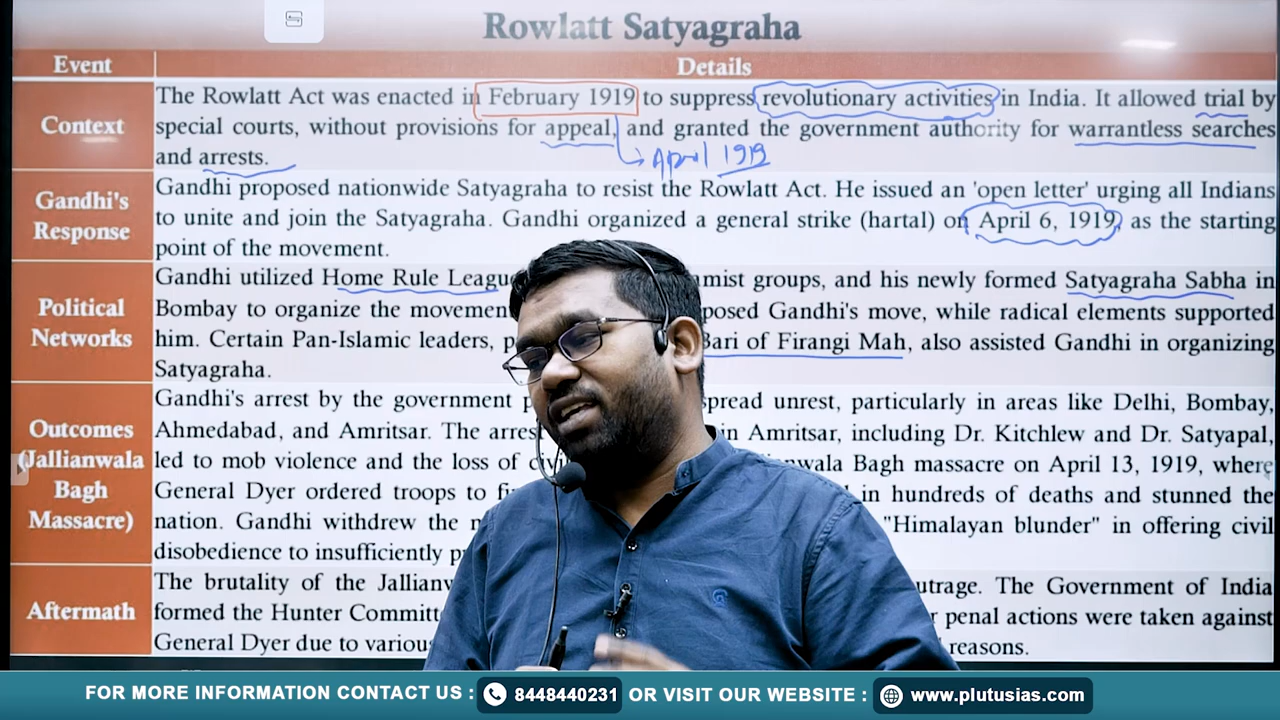 Rowlatt Satyagraha
Event
Details
Context
The Rowlatt Act was enacted in February 1919 to suppress revolutionary activities in India. It allowed trial by
special courts, without provisions for appeal, and granted the government authority for warrantless searches
and arrests.
April 1919
Gandhi's
Response
Gandhi proposed nationwide Satyagraha to resist the Rowlatt Act. He issued an 'open letter' urging all Indians
to unite and join the Satyagraha. Gandhi organized a general strike (hartal) on April 6, 1919, as the starting
point of the movement.
Political
Networks
Gandhi utilized Home Rule Leagu mist groups, and his newly formed Satyagraha Sabha in
Bombay to organize the movemen posed Gandhi's move, while radical elements supported
him. Certain Pan-Islamic leaders, p Bari of Firangi Mah, also assisted Gandhi in organizing
Satyagraha.
Outcomes
(Jallianwala
Bagh
Massacre)
Gandhi's arrest by the government p spread unrest, particularly in areas like Delhi, Bombay,
Ahmedabad, and Amritsar. The arres in Amritsar, including Dr. Kitchlew and Dr. Satyapal,
led to mob violence and the loss of civi wala Bagh massacre on April 13, 1919, where
General Dyer ordered troops to fi in hundreds of deaths and stunned the
nation. Gandhi withdrew the "Himalayan blunder" in offering civil
disobedience to insufficiently p
Aftermath
The brutality of the Jallianw utrage. The Government of India
formed the Hunter Committ r penal actions were taken against
General Dyer due to variou reasons.
FOR MORE INFORMATION CONTACT US : 8448440231 OR VISIT OUR WEBSITE : www.plutusias.com